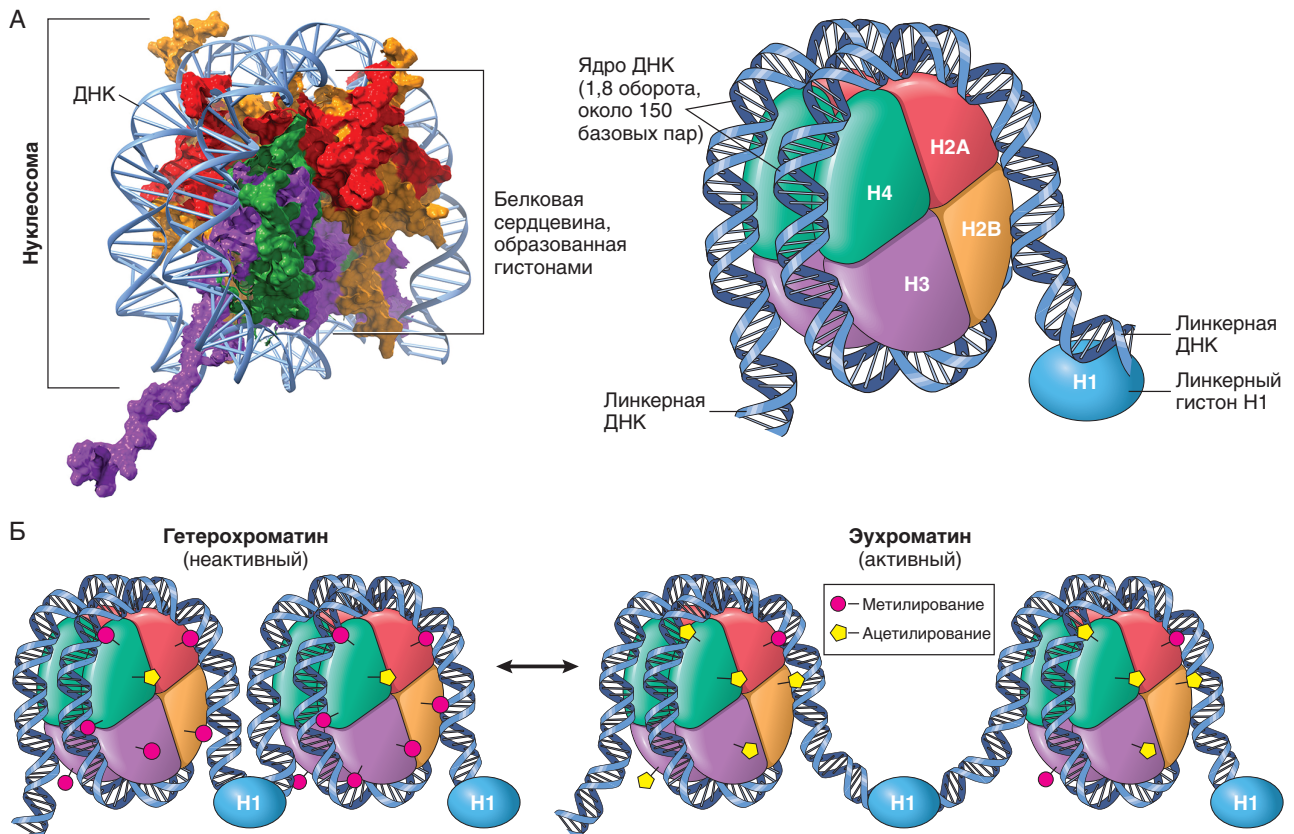 А
Нуклеосома
ДНК
Белковая
сердцевина,
образованная
гистонами
Ядро ДНК
(1,8 оборота,
около 150
базовых пар)
H2A
H4
H2B
H3
Линкерная
ДНК
H1
Линкерный
гистон H1
Линкерная
ДНК
Б
Гетерохроматин
(неактивный)
Эухроматин
(активный)
Метилирование
Ацетилирование
H1
H1
H1
H1